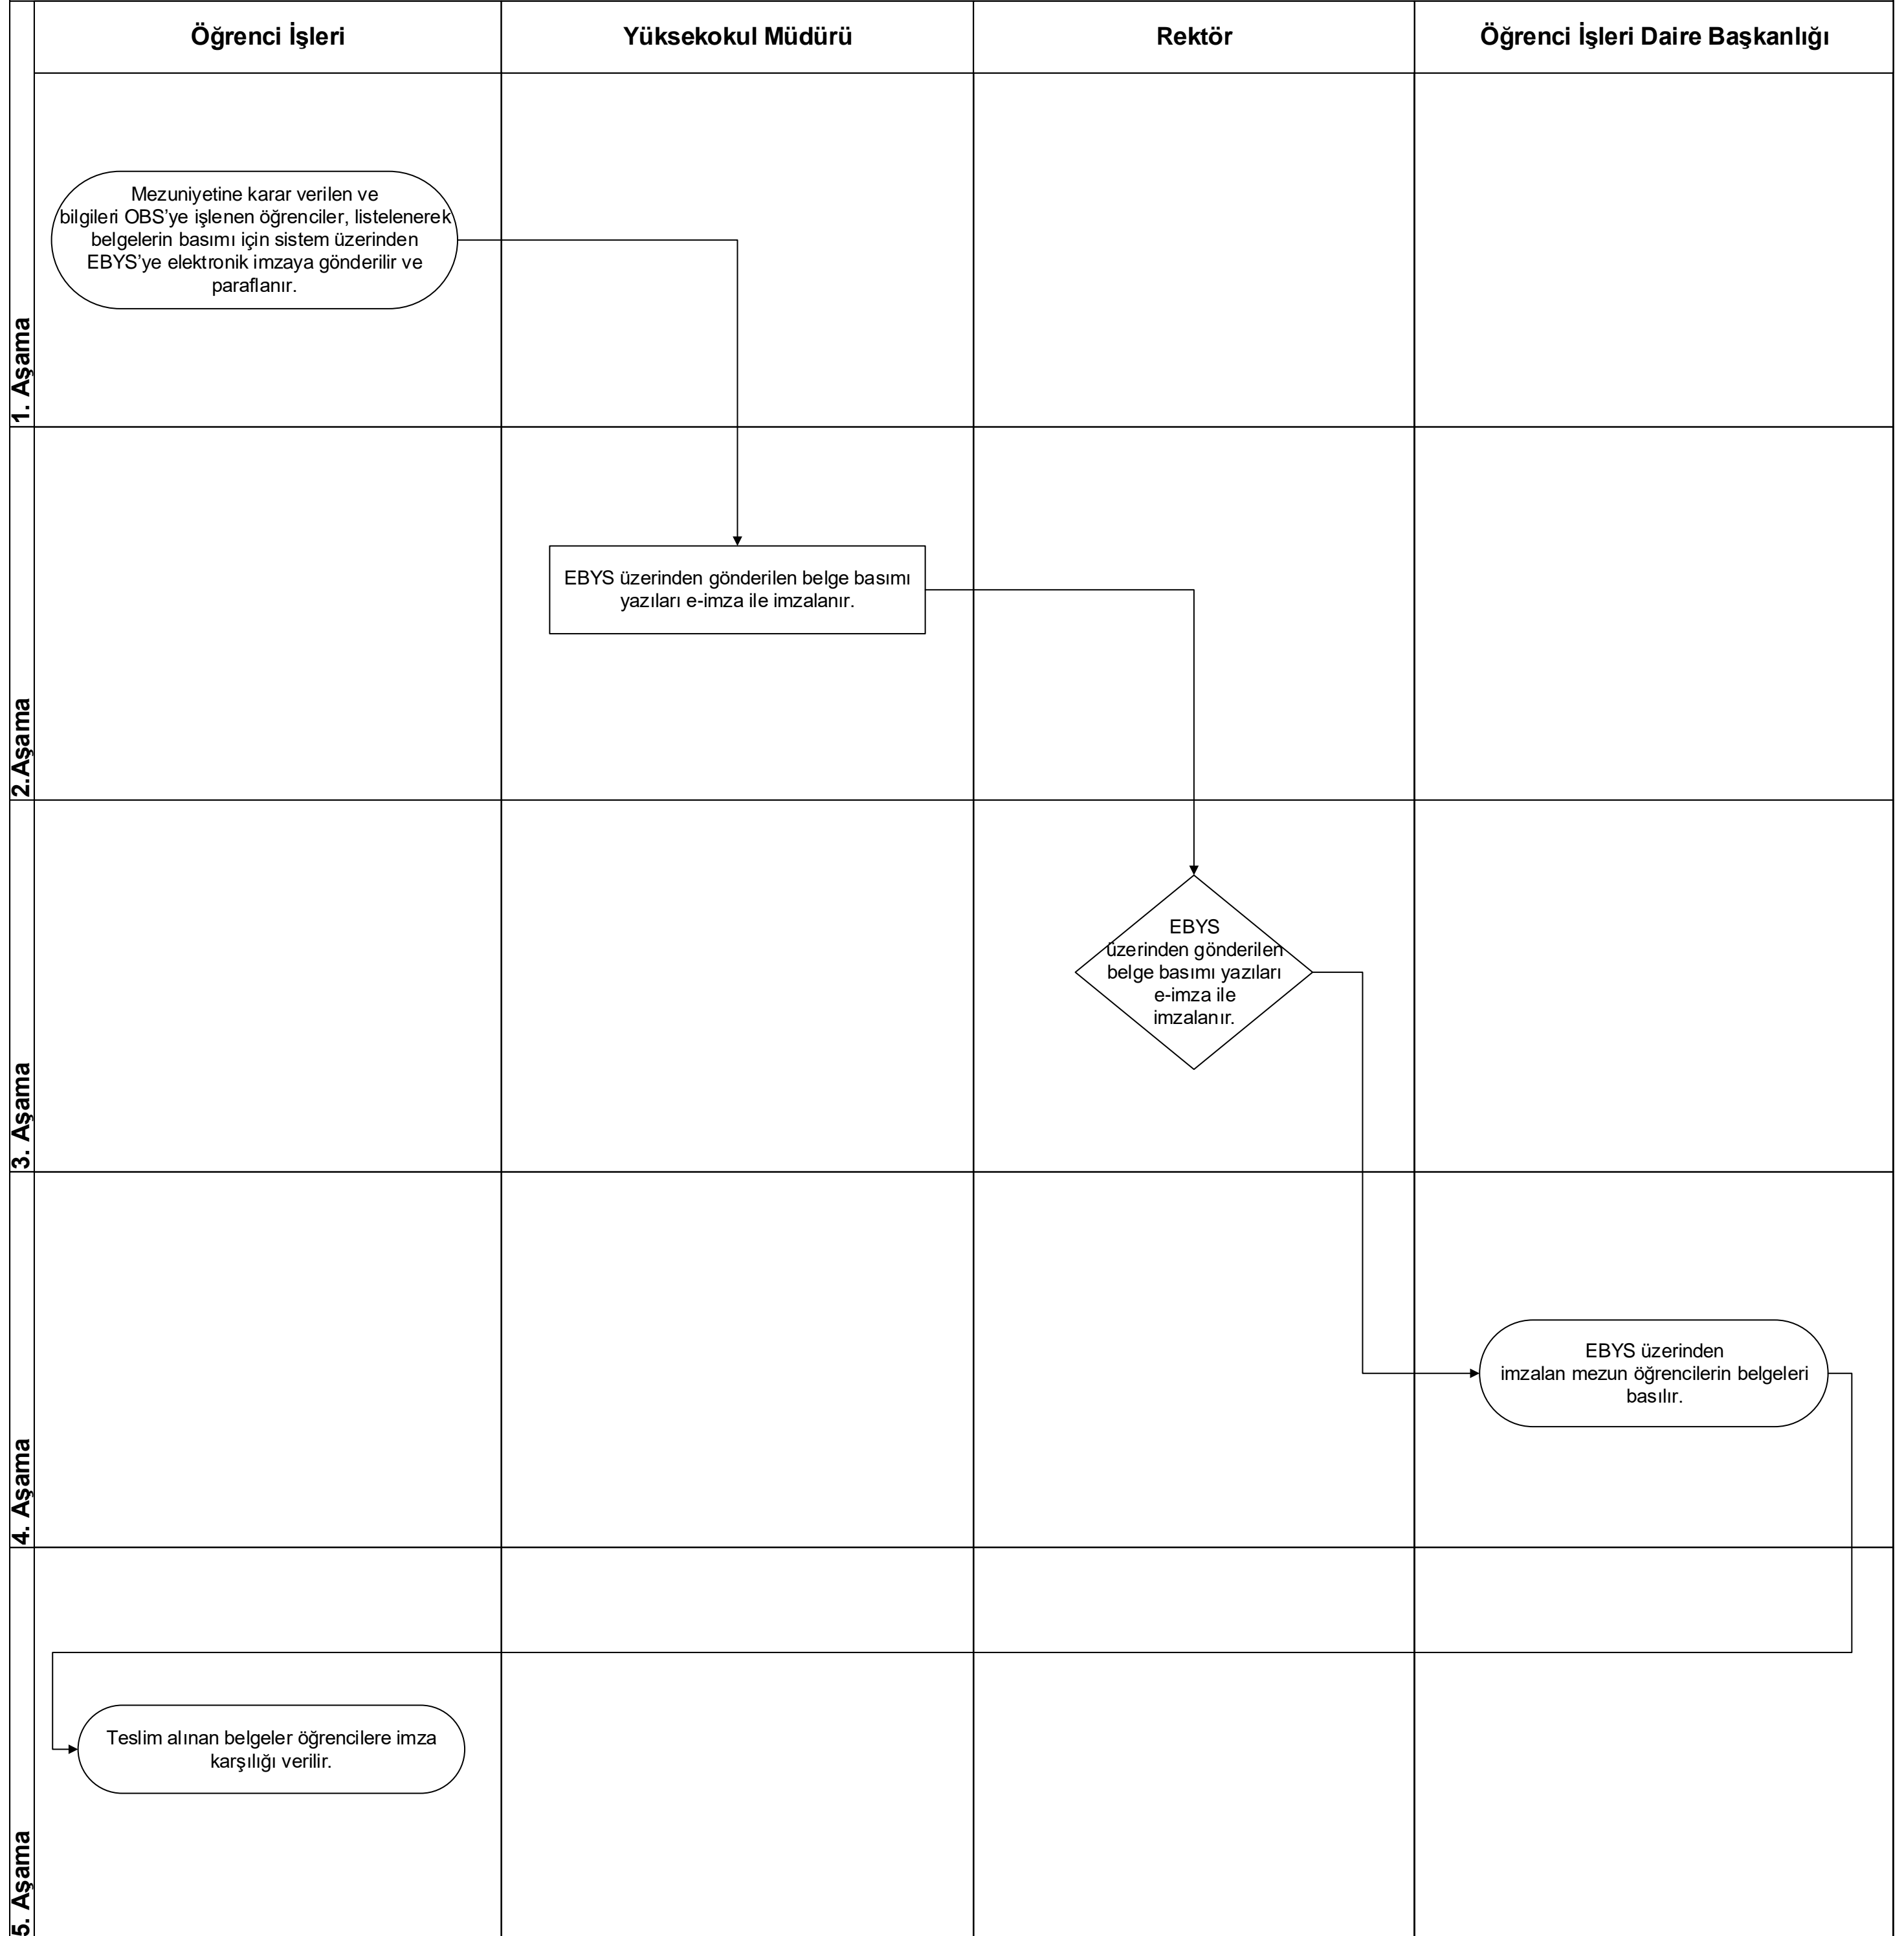 Öğrenci İşleri
Yüksekokul Müdürü
Rektör
Öğrenci İşleri Daire Başkanlığı
1. Aşama
Mezuniyetine karar verilen ve
bilgileri OBS’ye işlenen öğrenciler, listelenerek
belgelerin basımı için sistem üzerinden
EBYS’ye elektronik imzaya gönderilir ve
paraflanır.
2.Aşama
EBYS üzerinden gönderilen belge basımı
yazıları e-imza ile imzalanır.
3. Aşama
EBYS
üzerinden gönderilen
belge basımı yazıları
e-imza ile
imzalanır.
4. Aşama
EBYS üzerinden
imzalan mezun öğrencilerin belgeleri
basılır.
5. Aşama
Teslim alınan belgeler öğrencilere imza
karşılığı verilir.